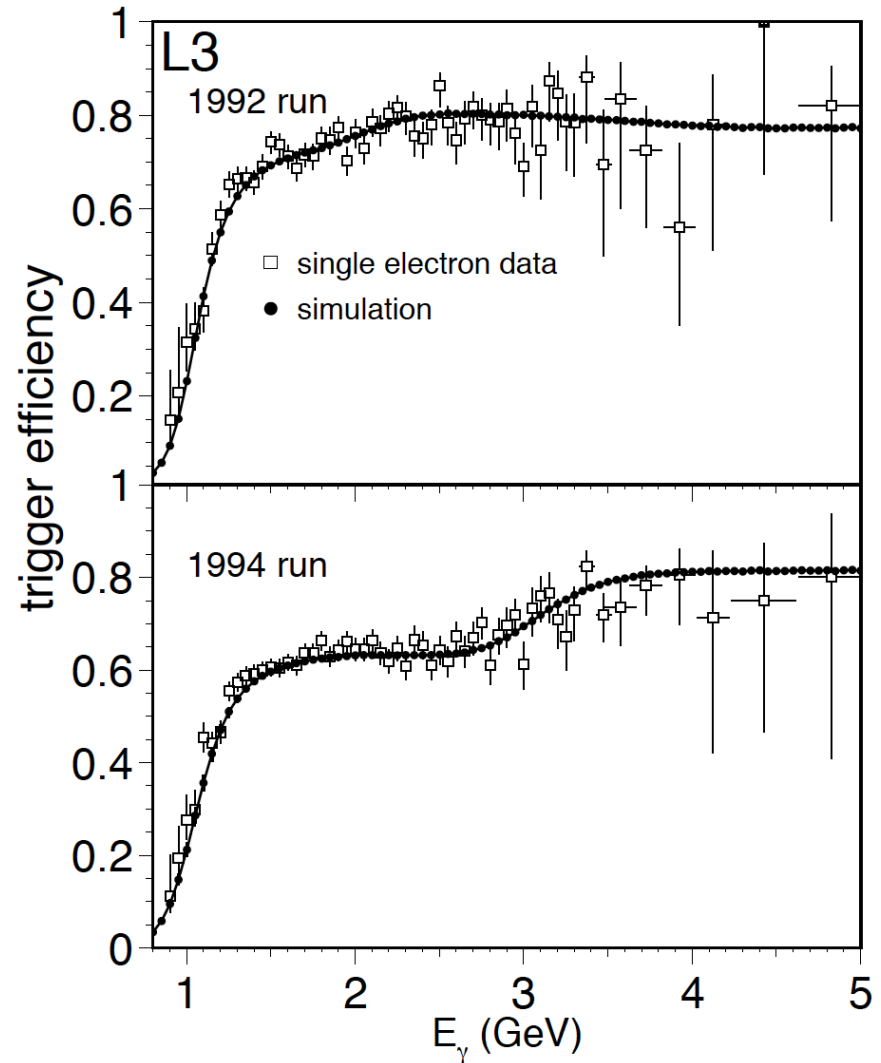 L3
1992 run
1
0.8
0.6
0.4
0.2
single electron data
simulation
trigger efficiency
1994 run
1
0.8
0.6
0.4
0.2
0
1 2 3 4 5
Eγ (GeV)